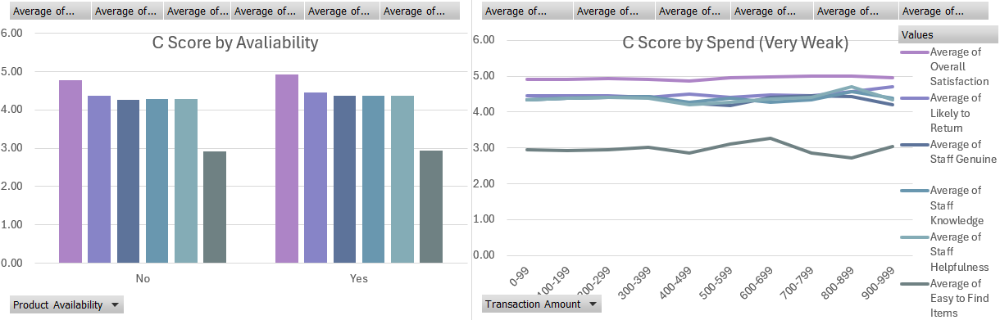 Average of...
Average of...
Average of...
Average of...
Average of...
Average of...
C Score by Avaliability
6.00
5.00
4.00
3.00
2.00
1.00
0.00
No
Yes
Product Availability
Average of...
Average of...
Average of...
Average of...
Average of...
Average of...
C Score by Spend (Very Weak)
6.00
5.00
4.00
3.00
2.00
1.00
0.00
0-99
100-199
200-299
300-399
400-499
500-599
600-699
700-799
800-899
900-999
Transaction Amount
Values
Average of
Overall
Satisfaction
Average of
Likely to
Return
Average of
Staff Genuine
Average of
Staff
Knowledge
Average of
Staff
Helpfulness
Average of
Easy to Find
Items